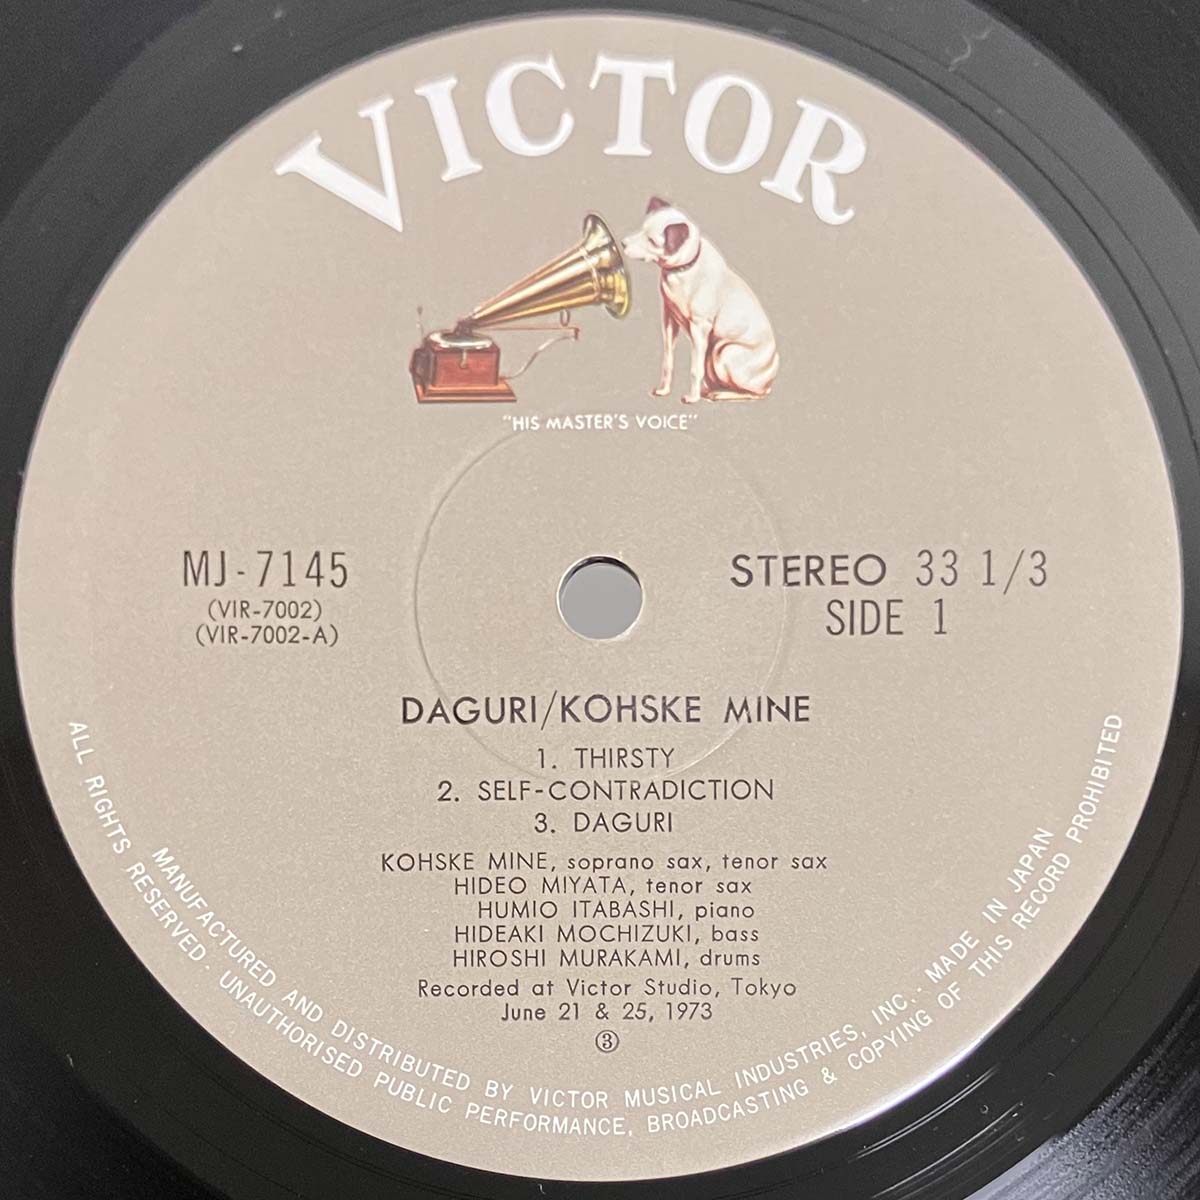 VICTOR
"HIS MASTER'S VOICE"
MJ-7145
(VIR-7002)
(VIR-7002-A)
STEREO 33 1/3
SIDE 1
DAGURI/KOHSKE MINE
1. THIRSTY
2. SELF-CONTRADICTION
3. DAGURI
KOHSKE MINE, soprano sax, tenor sax
HIDEO MIYATA, tenor sax
HUMIO ITABASHI, piano
HIDEAKI MOCHIZUKI, bass
HIROSHI MURAKAMI, drums
Recorded at Victor Studio, Tokyo
June 21 & 25, 1973
③
MANUFACTURED AND DISTRIBUTED BY VICTOR MUSICAL INDUSTRIES, INC. · MADE IN JAPAN
ALL RIGHTS RESERVED · UNAUTHORISED PUBLIC PERFORMANCE, BROADCASTING & COPYING OF THIS RECORD PROHIBITED